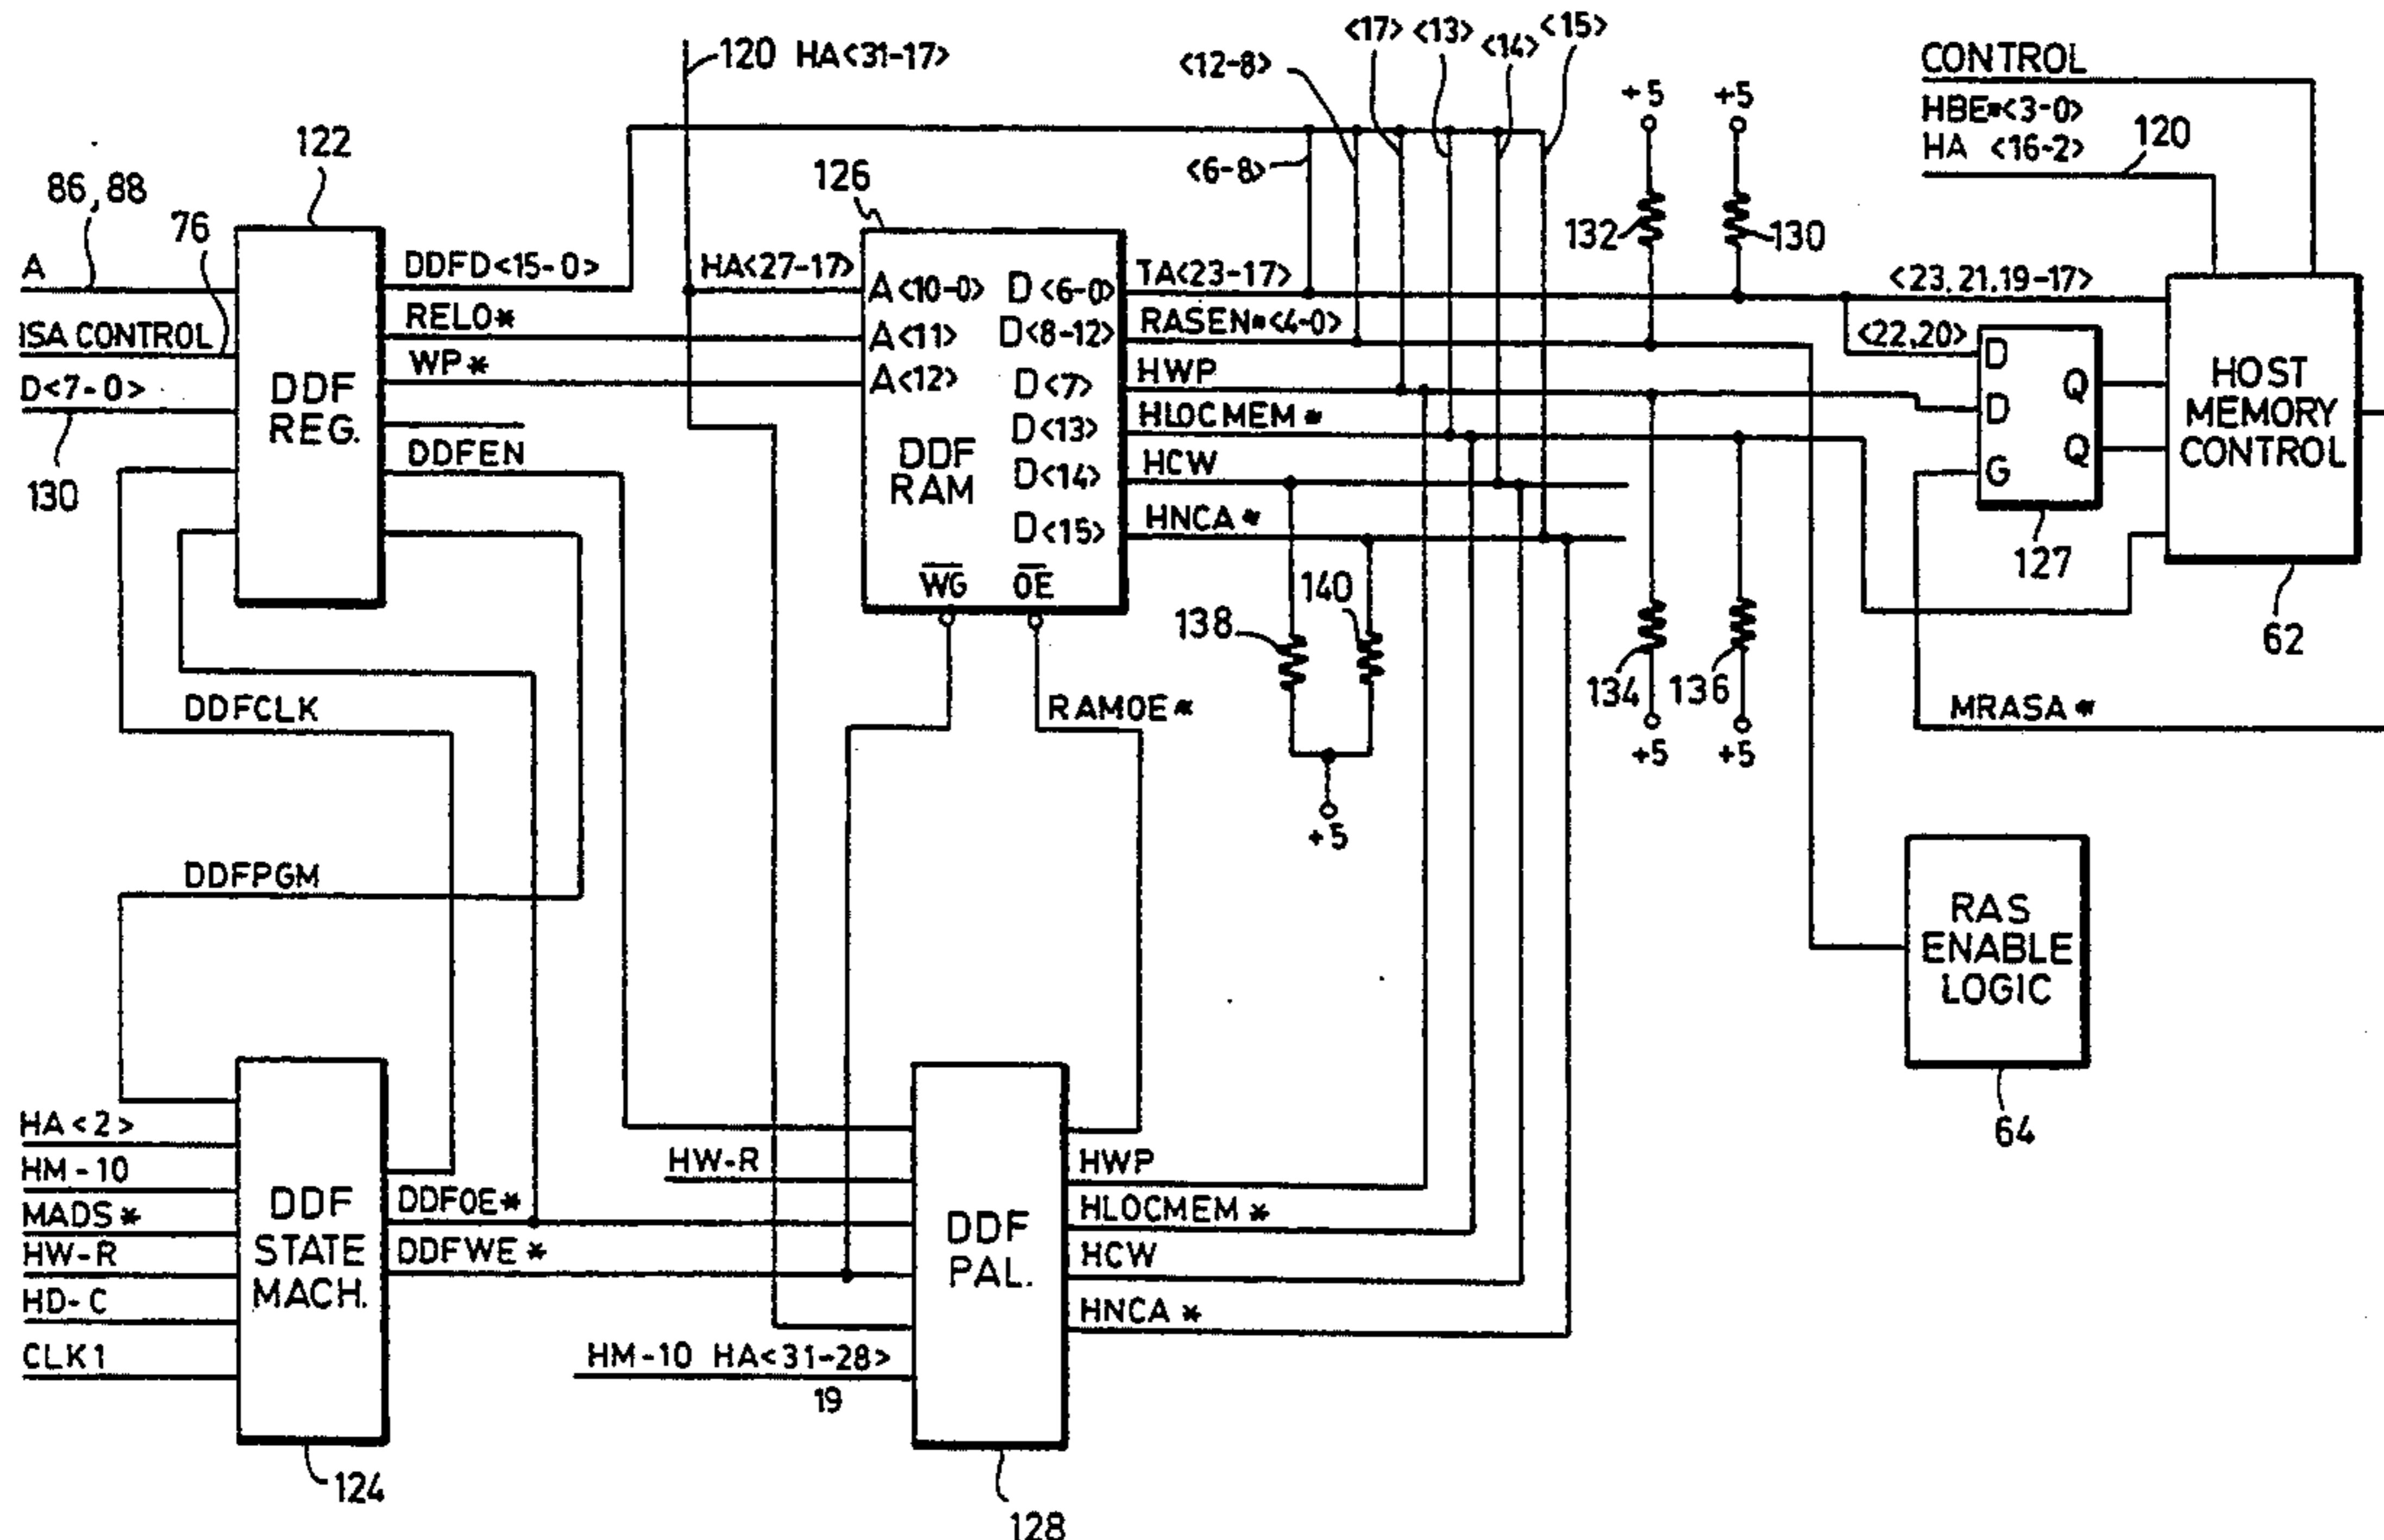 120 HA<31-17>
<12-8>
<17>
<13>
<14>
<15>
<6-8>
+5
+5
132
130
CONTROL
HBE*<3-0>
HA <16-2>
120
122
86,88
76
A
ISA CONTROL
D<7-0>
130
DDF
REG.
DDFD<15-0>
RELO*
WP*
DDFEN
126
HA<27-17>
A<10-0>
A<11>
A<12>
D<6-0>
D<8-12>
D<7>
D<13>
D<14>
D<15>
DDF
RAM
WG
OE
TA<23-17>
RASEN*<4-0>
HWP
HLOCMEM*
HCW
HNCA*
<23,21,19-17>
<22,20>
D
D
G
Q
Q
127
HOST
MEMORY
CONTROL
62
138
140
+5
134
136
+5
+5
MRASA*
RAMOE*
DDFCLK
DDFPGM
RAS
ENABLE
LOGIC
64
HA<2>
HM-10
MADS*
HW-R
HD-C
CLK1
DDF
STATE
MACH.
124
DDFOE*
DDFWE*
HW-R
HM-10 HA<31-28>
19
DDF
PAL.
128
HWP
HLOCMEM*
HCW
HNCA*